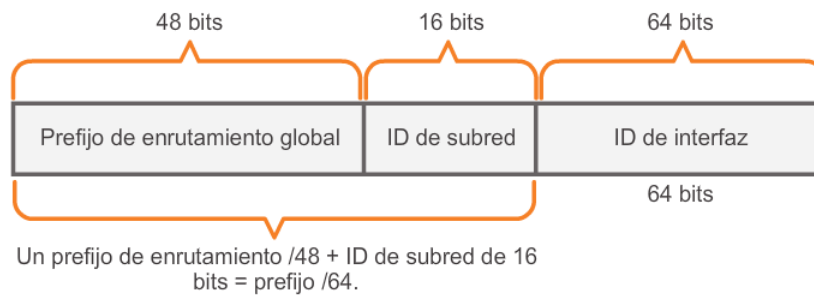 48 bits
16 bits
64 bits
Prefijo de enrutamiento global
ID de subred
ID de interfaz
64 bits
Un prefijo de enrutamiento /48 + ID de subred de 16
bits = prefijo /64.